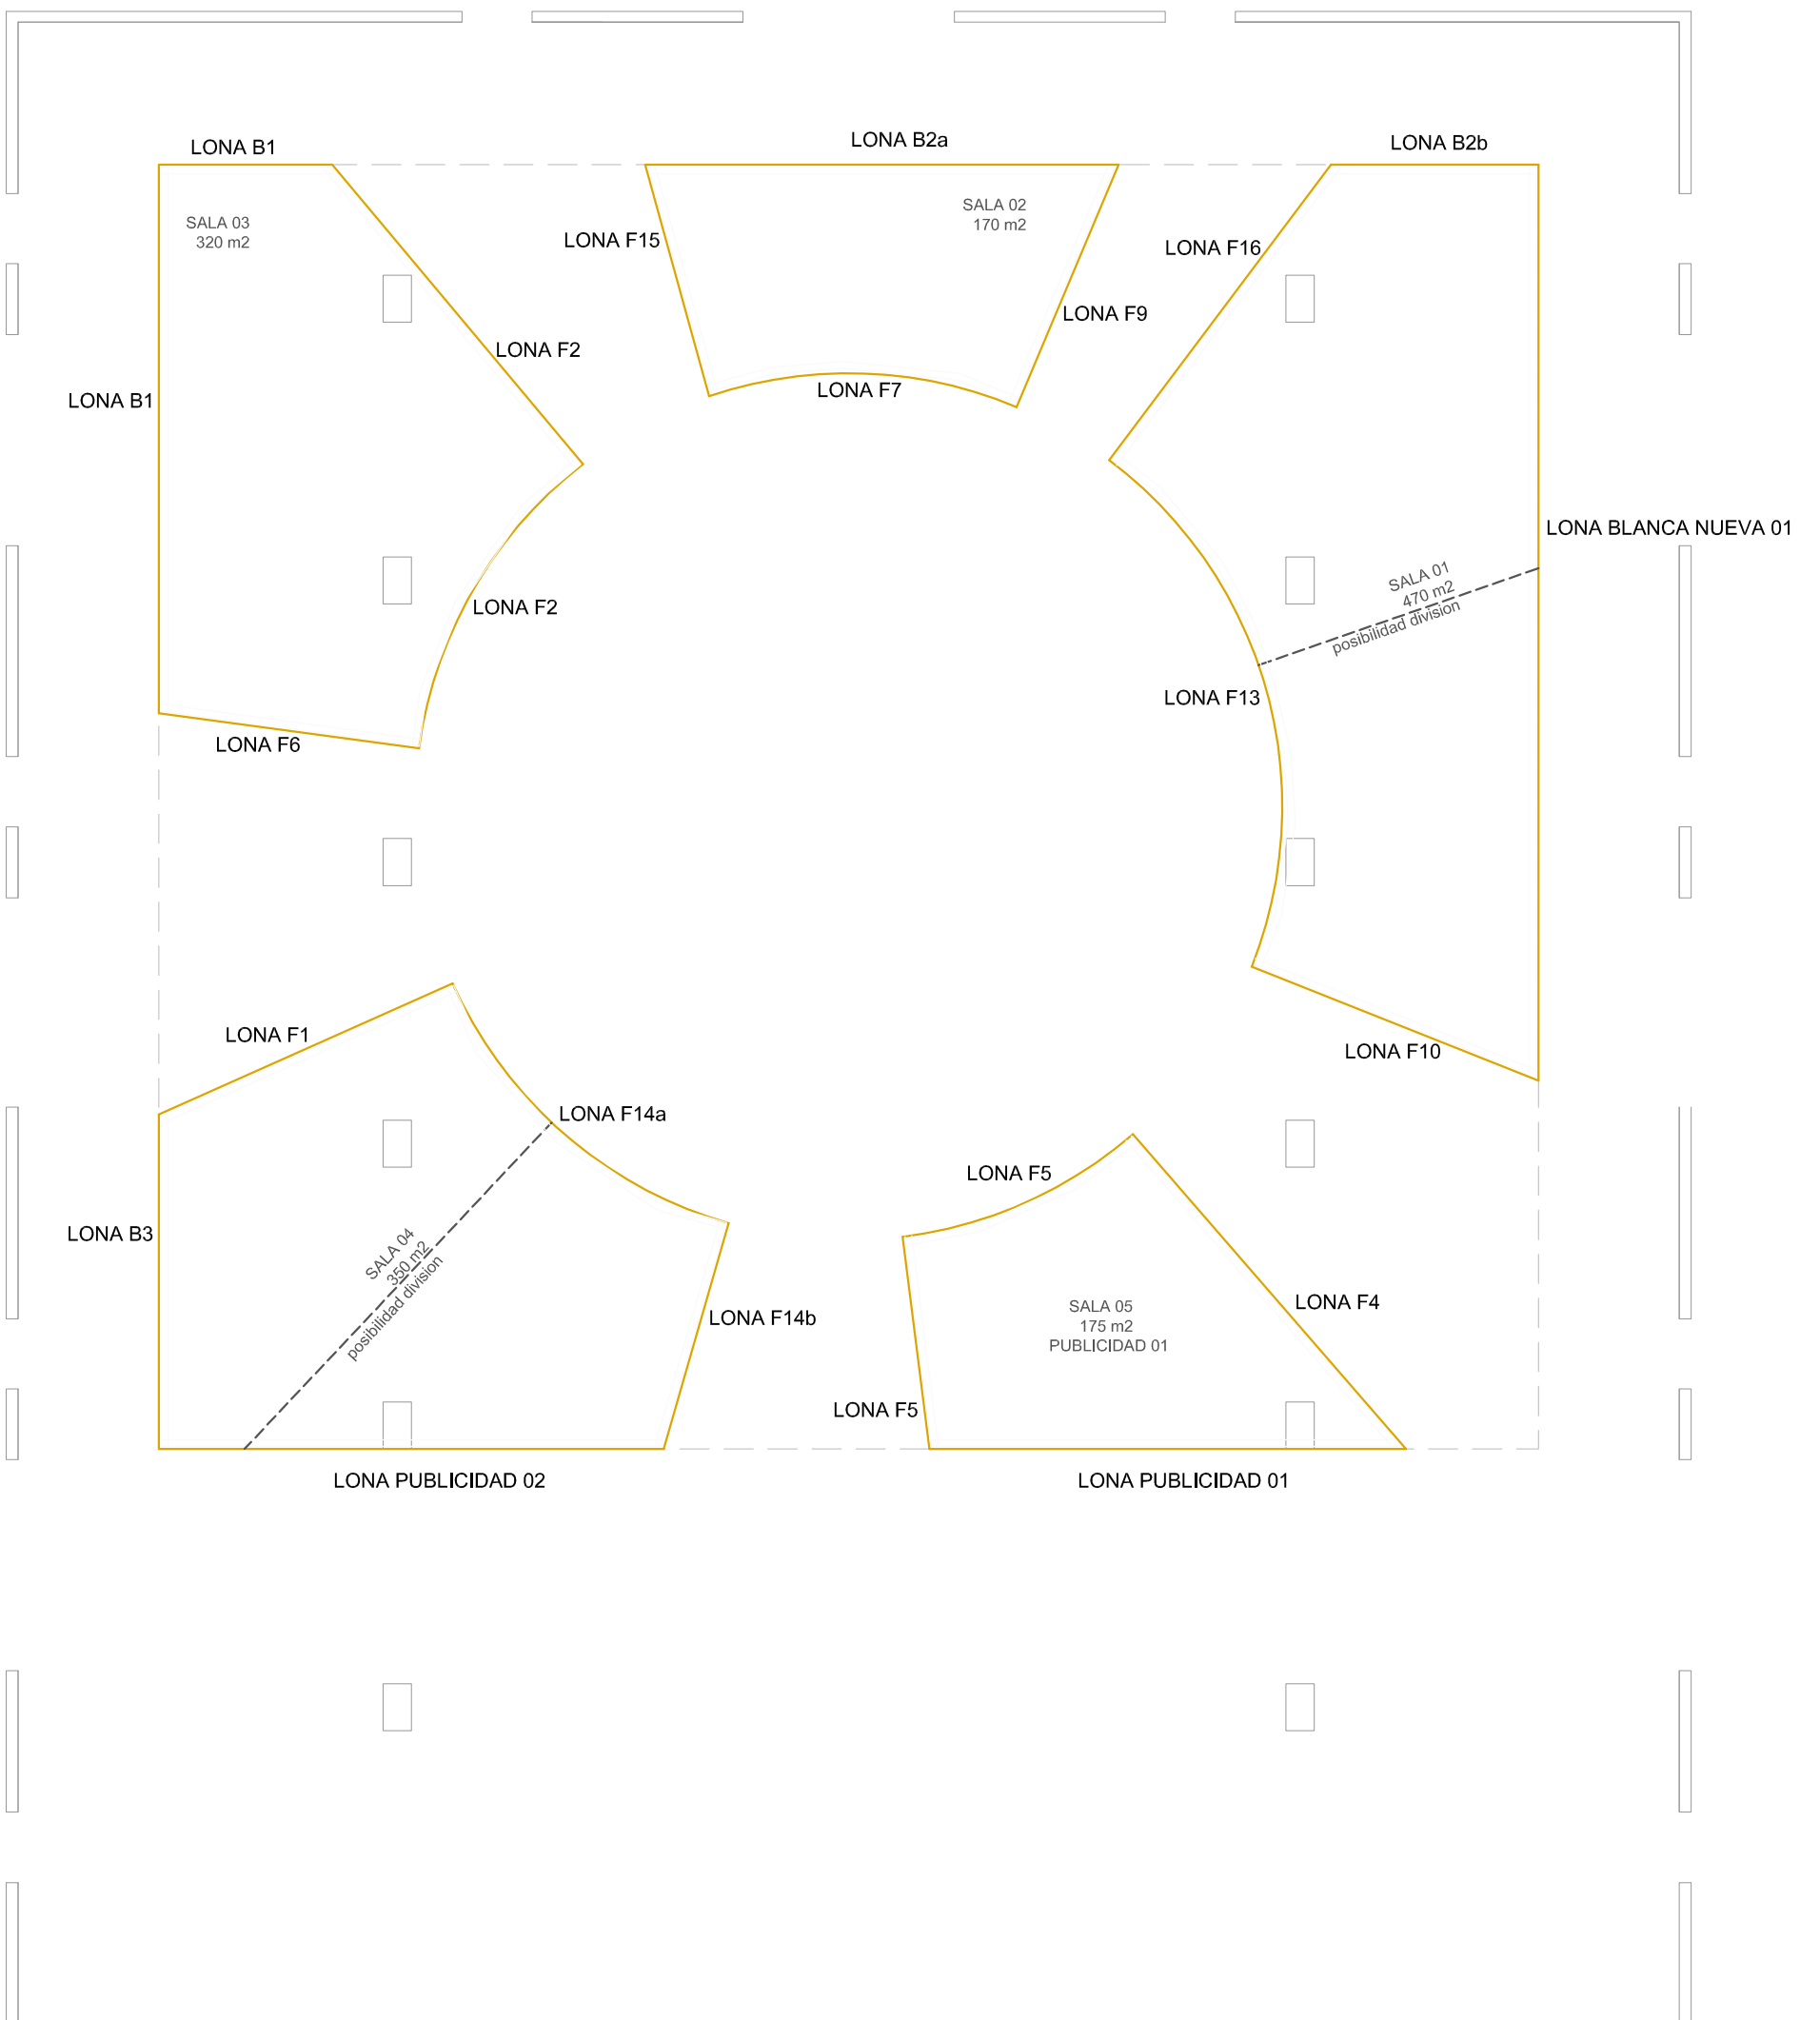 LONA B1
LONA B2a
LONA B2b
SALA 03
320 m2
SALA 02
170 m2
LONA F15
LONA F16
LONA F9
LONA F2
LONA F7
LONA B1
LONA BLANCA NUEVA 01
SALA 01
470 m2
posibilidad division
LONA F2
LONA F13
LONA F6
LONA F1
LONA F10
LONA F14a
LONA F5
LONA B3
SALA 04
350 m2
posibilidad division
LONA F14b
SALA 05
175 m2
PUBLICIDAD 01
LONA F4
LONA F5
LONA PUBLICIDAD 02
LONA PUBLICIDAD 01